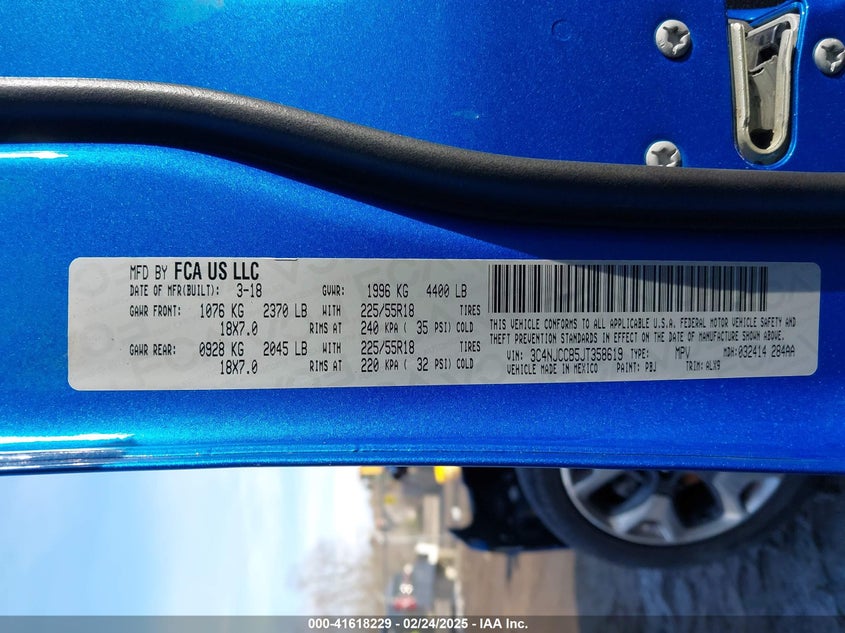 MFD BY FCA US LLC
DATE OF MFR(BUILT): 3-18 GVWR: 1996 KG 4400 LB
GAWR FRONT: 1076 KG 2370 LB WITH 225/55R18 TIRES
18X7.0 RIMS AT 240 KPA ( 35 PSI) COLD
GAWR REAR: 0928 KG 2045 LB WITH 225/55R18 TIRES
18X7.0 RIMS AT 220 KPA ( 32 PSI) COLD
THIS VEHICLE CONFORMS TO ALL APPLICABLE U.S.A. FEDERAL MOTOR VEHICLE SAFETY AND
THEFT PREVENTION STANDARDS IN EFFECT ON THE DATE OF MANUFACTURE SHOWN ABOVE.
VIN: 3C4NJCCB5JT358619 TYPE: MPV MDH: 032414 284AA
VEHICLE MADE IN MEXICO PAINT: PBJ TRIM: ALX9
000-41618229 - 02/24/2025 - IAA Inc.